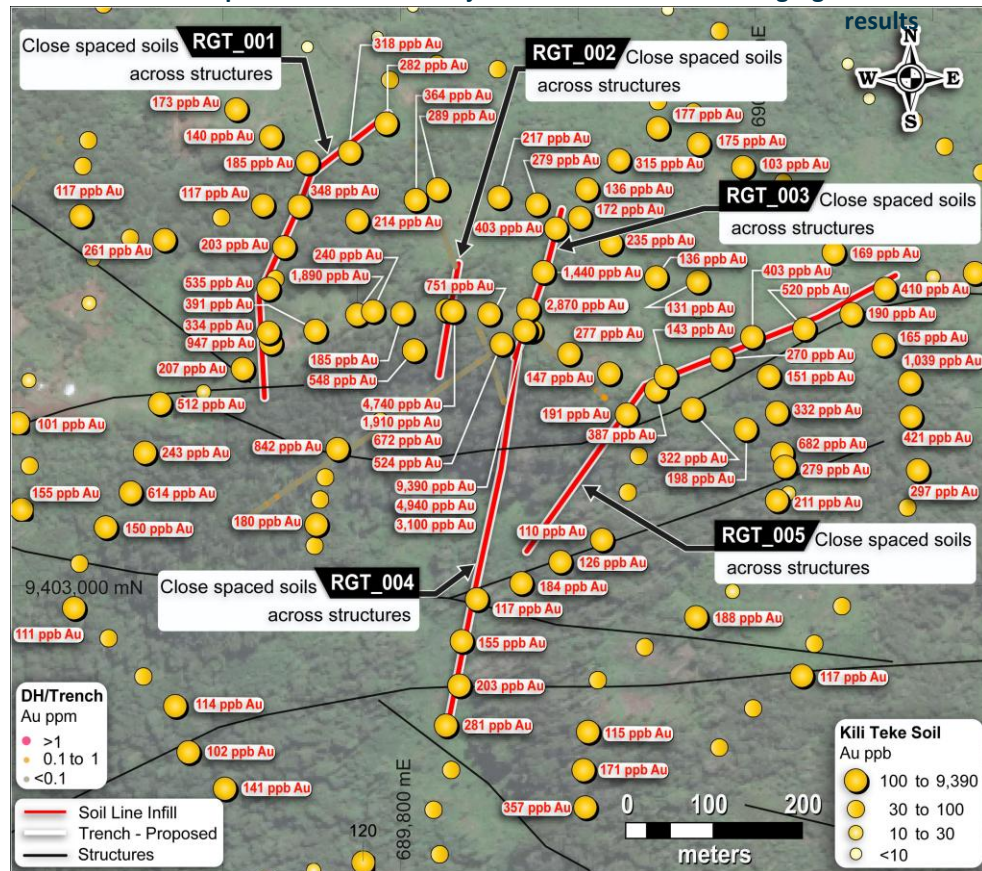 results
N
W E
S
RGT_001
Close spaced soils
across structures
RGT_002
Close spaced soils
across structures
RGT_003
Close spaced soils
across structures
RGT_004
Close spaced soils
across structures
RGT_005
Close spaced soils
across structures
318 ppb Au
282 ppb Au
364 ppb Au
289 ppb Au
173 ppb Au
140 ppb Au
185 ppb Au
117 ppb Au
117 ppb Au
348 ppb Au
214 ppb Au
217 ppb Au
279 ppb Au
177 ppb Au
175 ppb Au
315 ppb Au
103 ppb Au
136 ppb Au
172 ppb Au
403 ppb Au
235 ppb Au
261 ppb Au
203 ppb Au
240 ppb Au
1,890 ppb Au
535 ppb Au
391 ppb Au
334 ppb Au
947 ppb Au
207 ppb Au
751 ppb Au
1,440 ppb Au
136 ppb Au
131 ppb Au
2,870 ppb Au
277 ppb Au
143 ppb Au
403 ppb Au
520 ppb Au
169 ppb Au
410 ppb Au
190 ppb Au
165 ppb Au
1,039 ppb Au
185 ppb Au
548 ppb Au
147 ppb Au
270 ppb Au
151 ppb Au
512 ppb Au
101 ppb Au
4,740 ppb Au
1,910 ppb Au
672 ppb Au
524 ppb Au
191 ppb Au
387 ppb Au
332 ppb Au
322 ppb Au
198 ppb Au
682 ppb Au
421 ppb Au
279 ppb Au
297 ppb Au
211 ppb Au
243 ppb Au
842 ppb Au
9,390 ppb Au
4,940 ppb Au
3,100 ppb Au
155 ppb Au
614 ppb Au
150 ppb Au
180 ppb Au
110 ppb Au
126 ppb Au
184 ppb Au
9,403,000 mN
111 ppb Au
117 ppb Au
188 ppb Au
155 ppb Au
117 ppb Au
203 ppb Au
114 ppb Au
281 ppb Au
102 ppb Au
115 ppb Au
141 ppb Au
171 ppb Au
357 ppb Au
689,800 mE
120
DH/Trench
Au ppm
>1
0.1 to 1
<0.1
Soil Line Infill
Trench - Proposed
Structures
0 100 200
meters
Kili Teke Soil
Au ppb
100 to 9,390
30 to 100
10 to 30
<10